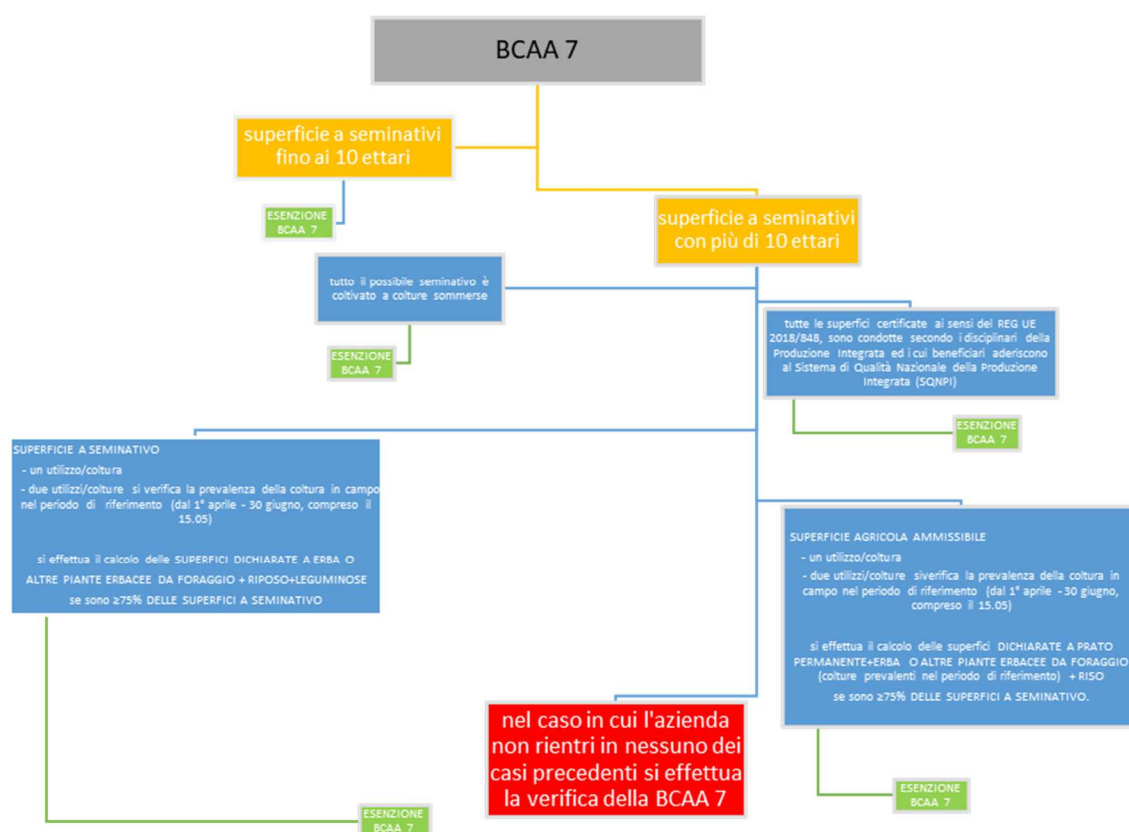 BCAA 7
superficie a seminativi
fino ai 10 ettari
ESENZIONE
BCAA 7
superficie a seminativi
con più di 10 ettari
tutto il possibile seminativo è
coltivato a colture sommerse
ESENZIONE
BCAA 7
tutte le superfici certificate ai sensi del REG UE
2018/848, sono condotte secondo i disciplinari della
Produzione Integrata ed i cui beneficiari aderiscono
al Sistema di Qualità Nazionale della Produzione
Integrata (SQNPI)
ESENZIONE
BCAA 7
SUPERFICIE A SEMINATIVO
- un utilizzo/coltura
- due utilizzi/colture si verifica la prevalenza della coltura in campo
nel periodo di riferimento (dal 1° aprile - 30 giugno, compreso il
15.05)
si effettua il calcolo delle SUPERFICI DICHIARATE A ERBA O
ALTRE PIANTE ERBACEE DA FORAGGIO + RIPOSO+LEGUMINOSE
se sono ≥75% DELLE SUPERFICI A SEMINATIVO
ESENZIONE
BCAA 7
SUPERFICIE AGRICOLA AMMISSIBILE
- un utilizzo/coltura
- due utilizzi/colture siverifica la prevalenza della coltura in
campo nel periodo di riferimento (dal 1° aprile - 30 giugno,
compreso il 15.05)
si effettua il calcolo delle superfici DICHIARATE A PRATO
PERMANENTE+ERBA O ALTRE PIANTE ERBACEE DA FORAGGIO
(colture prevalenti nel periodo di riferimento) + RISO
se sono ≥75% DELLE SUPERFICI A SEMINATIVO.
ESENZIONE
BCAA 7
nel caso in cui l'azienda
non rientri in nessuno dei
casi precedenti si effettua
la verifica della BCAA 7